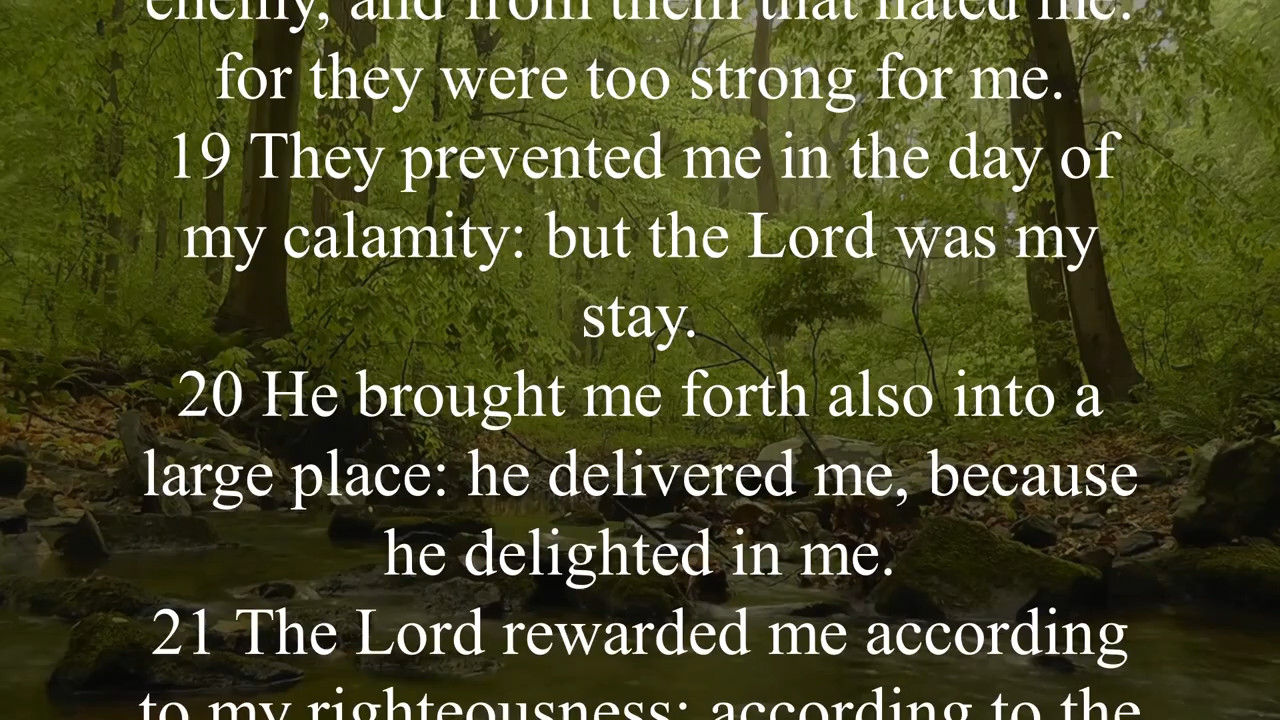 enemy, and from them that hated me:
for they were too strong for me.
19 They prevented me in the day of
my calamity: but the Lord was my
stay.
20 He brought me forth also into a
large place: he delivered me, because
he delighted in me.
21 The Lord rewarded me according
to my righteousness: according to the